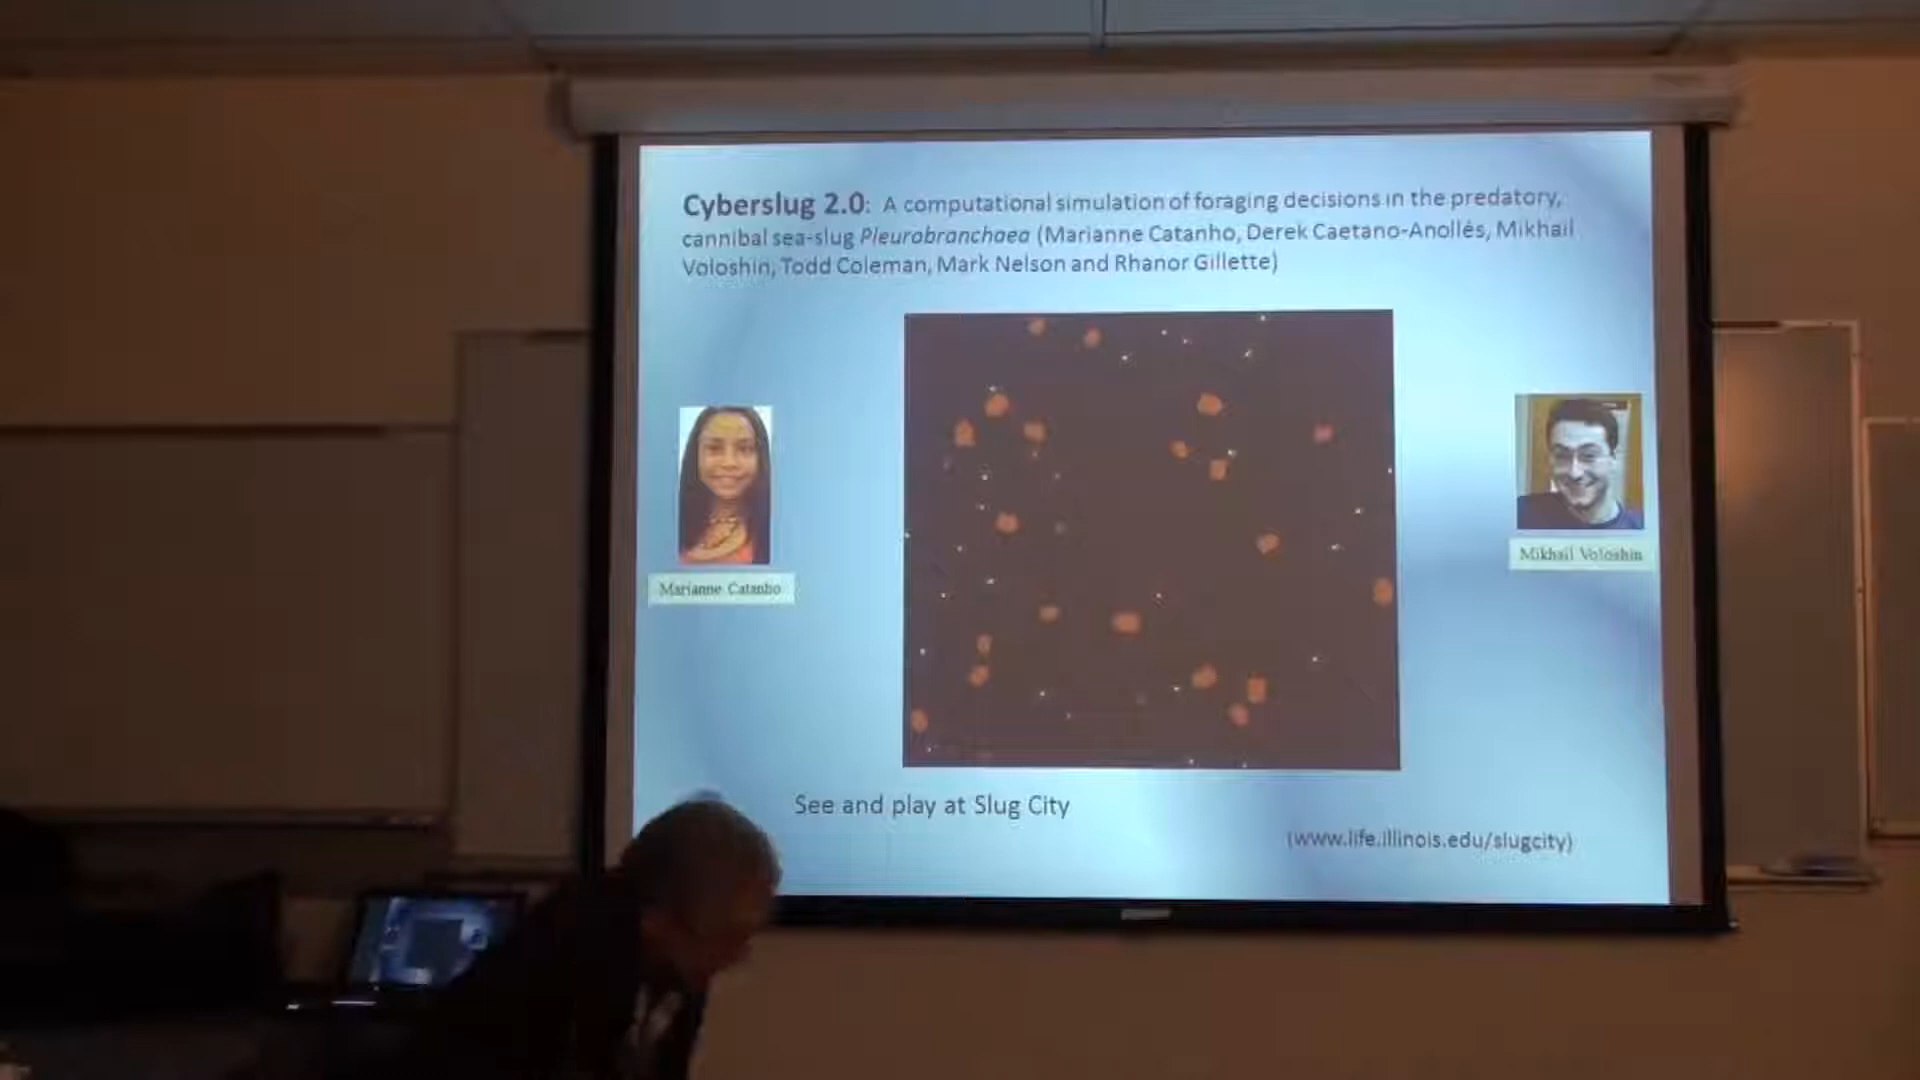 Cyberslug 2.0: A computational simulation of foraging decisions in the predatory,
cannibal sea-slug Pleurobranchaea (Marianne Catanho, Derek Caetano-Anollés, Mikhail
Voloshin, Todd Coleman, Mark Nelson and Rhanor Gillette)
Marianne Catanho
Mikhail Voloshin
See and play at Slug City
(www.life.illinois.edu/slugcity)